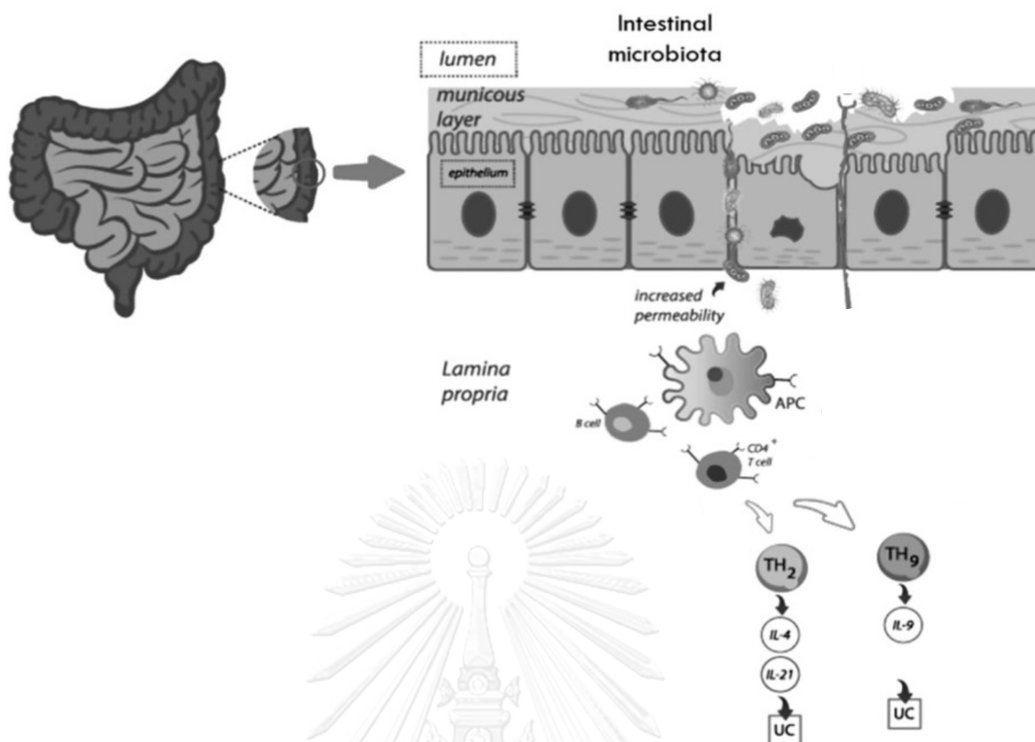 Intestinal
microbiota
lumen
municous
layer
epithelium
increased
permeability
Lamina
propria
APC
B cell
CD4 +
T cell
TH2
TH9
IL-4
IL-9
IL-21
UC
UC